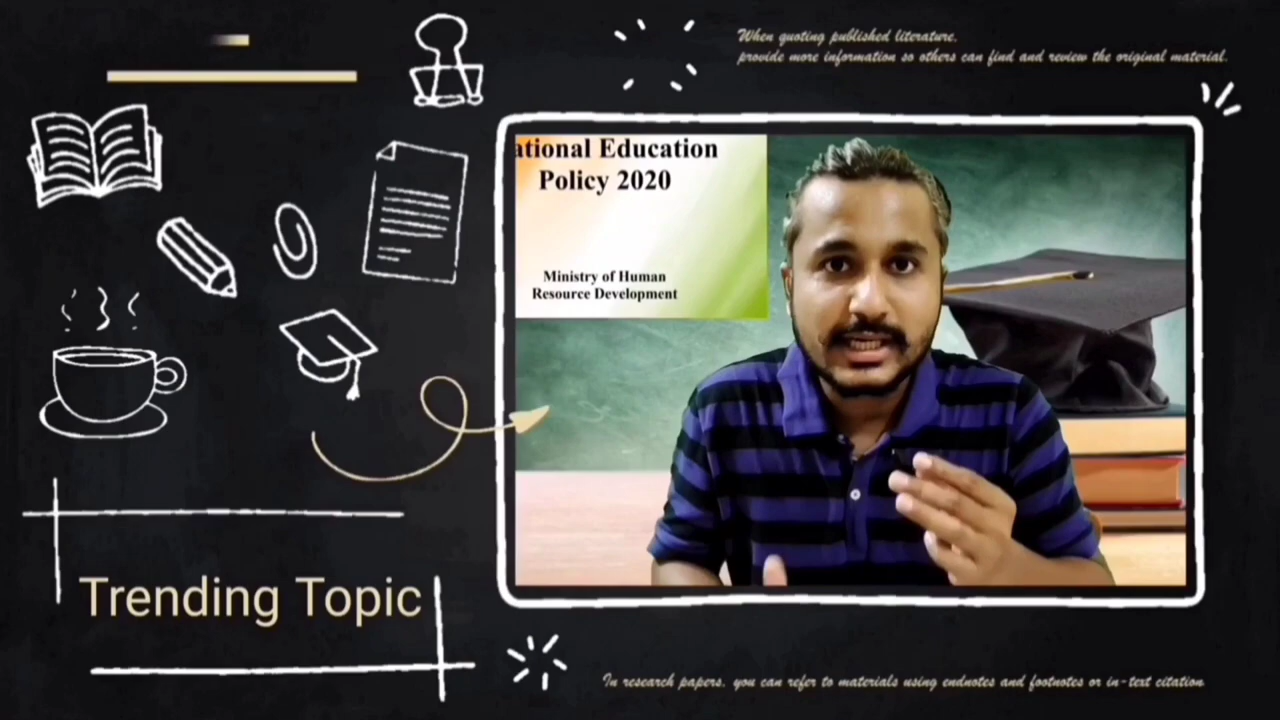 When quoting published literature,
provide more information so others can find and review the original material.
ational Education
Policy 2020
Ministry of Human
Resource Development
Trending Topic
In research papers, you can refer to materials using endnotes and footnotes or in-text citation